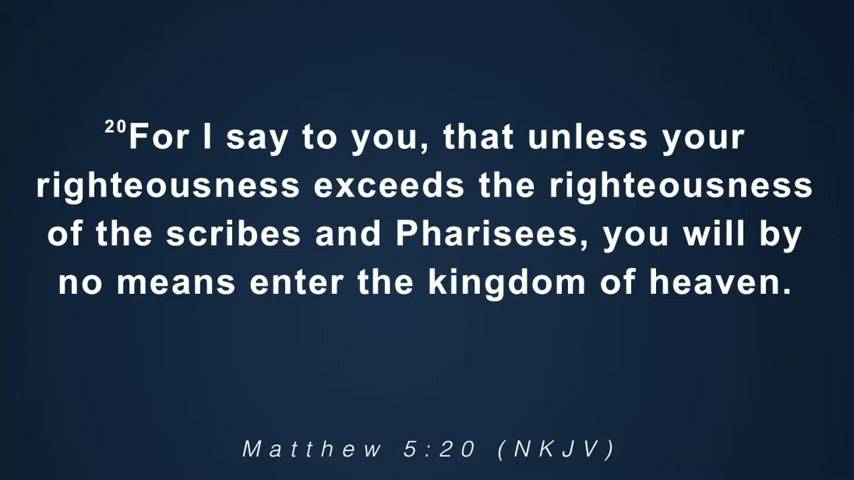 20For I say to you, that unless your
righteousness exceeds the righteousness
of the scribes and Pharisees, you will by
no means enter the kingdom of heaven.
Matthew 5:20 (NKJV)